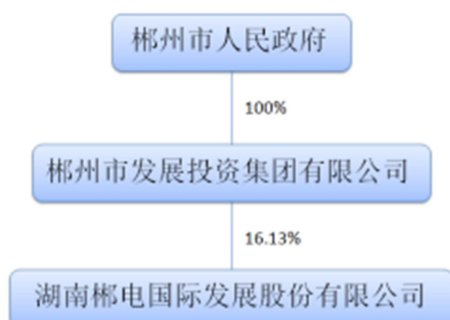 郴州市人民政府
100%
郴州市发展投资集团有限公司
16.13%
湖南郴电国际发展股份有限公司